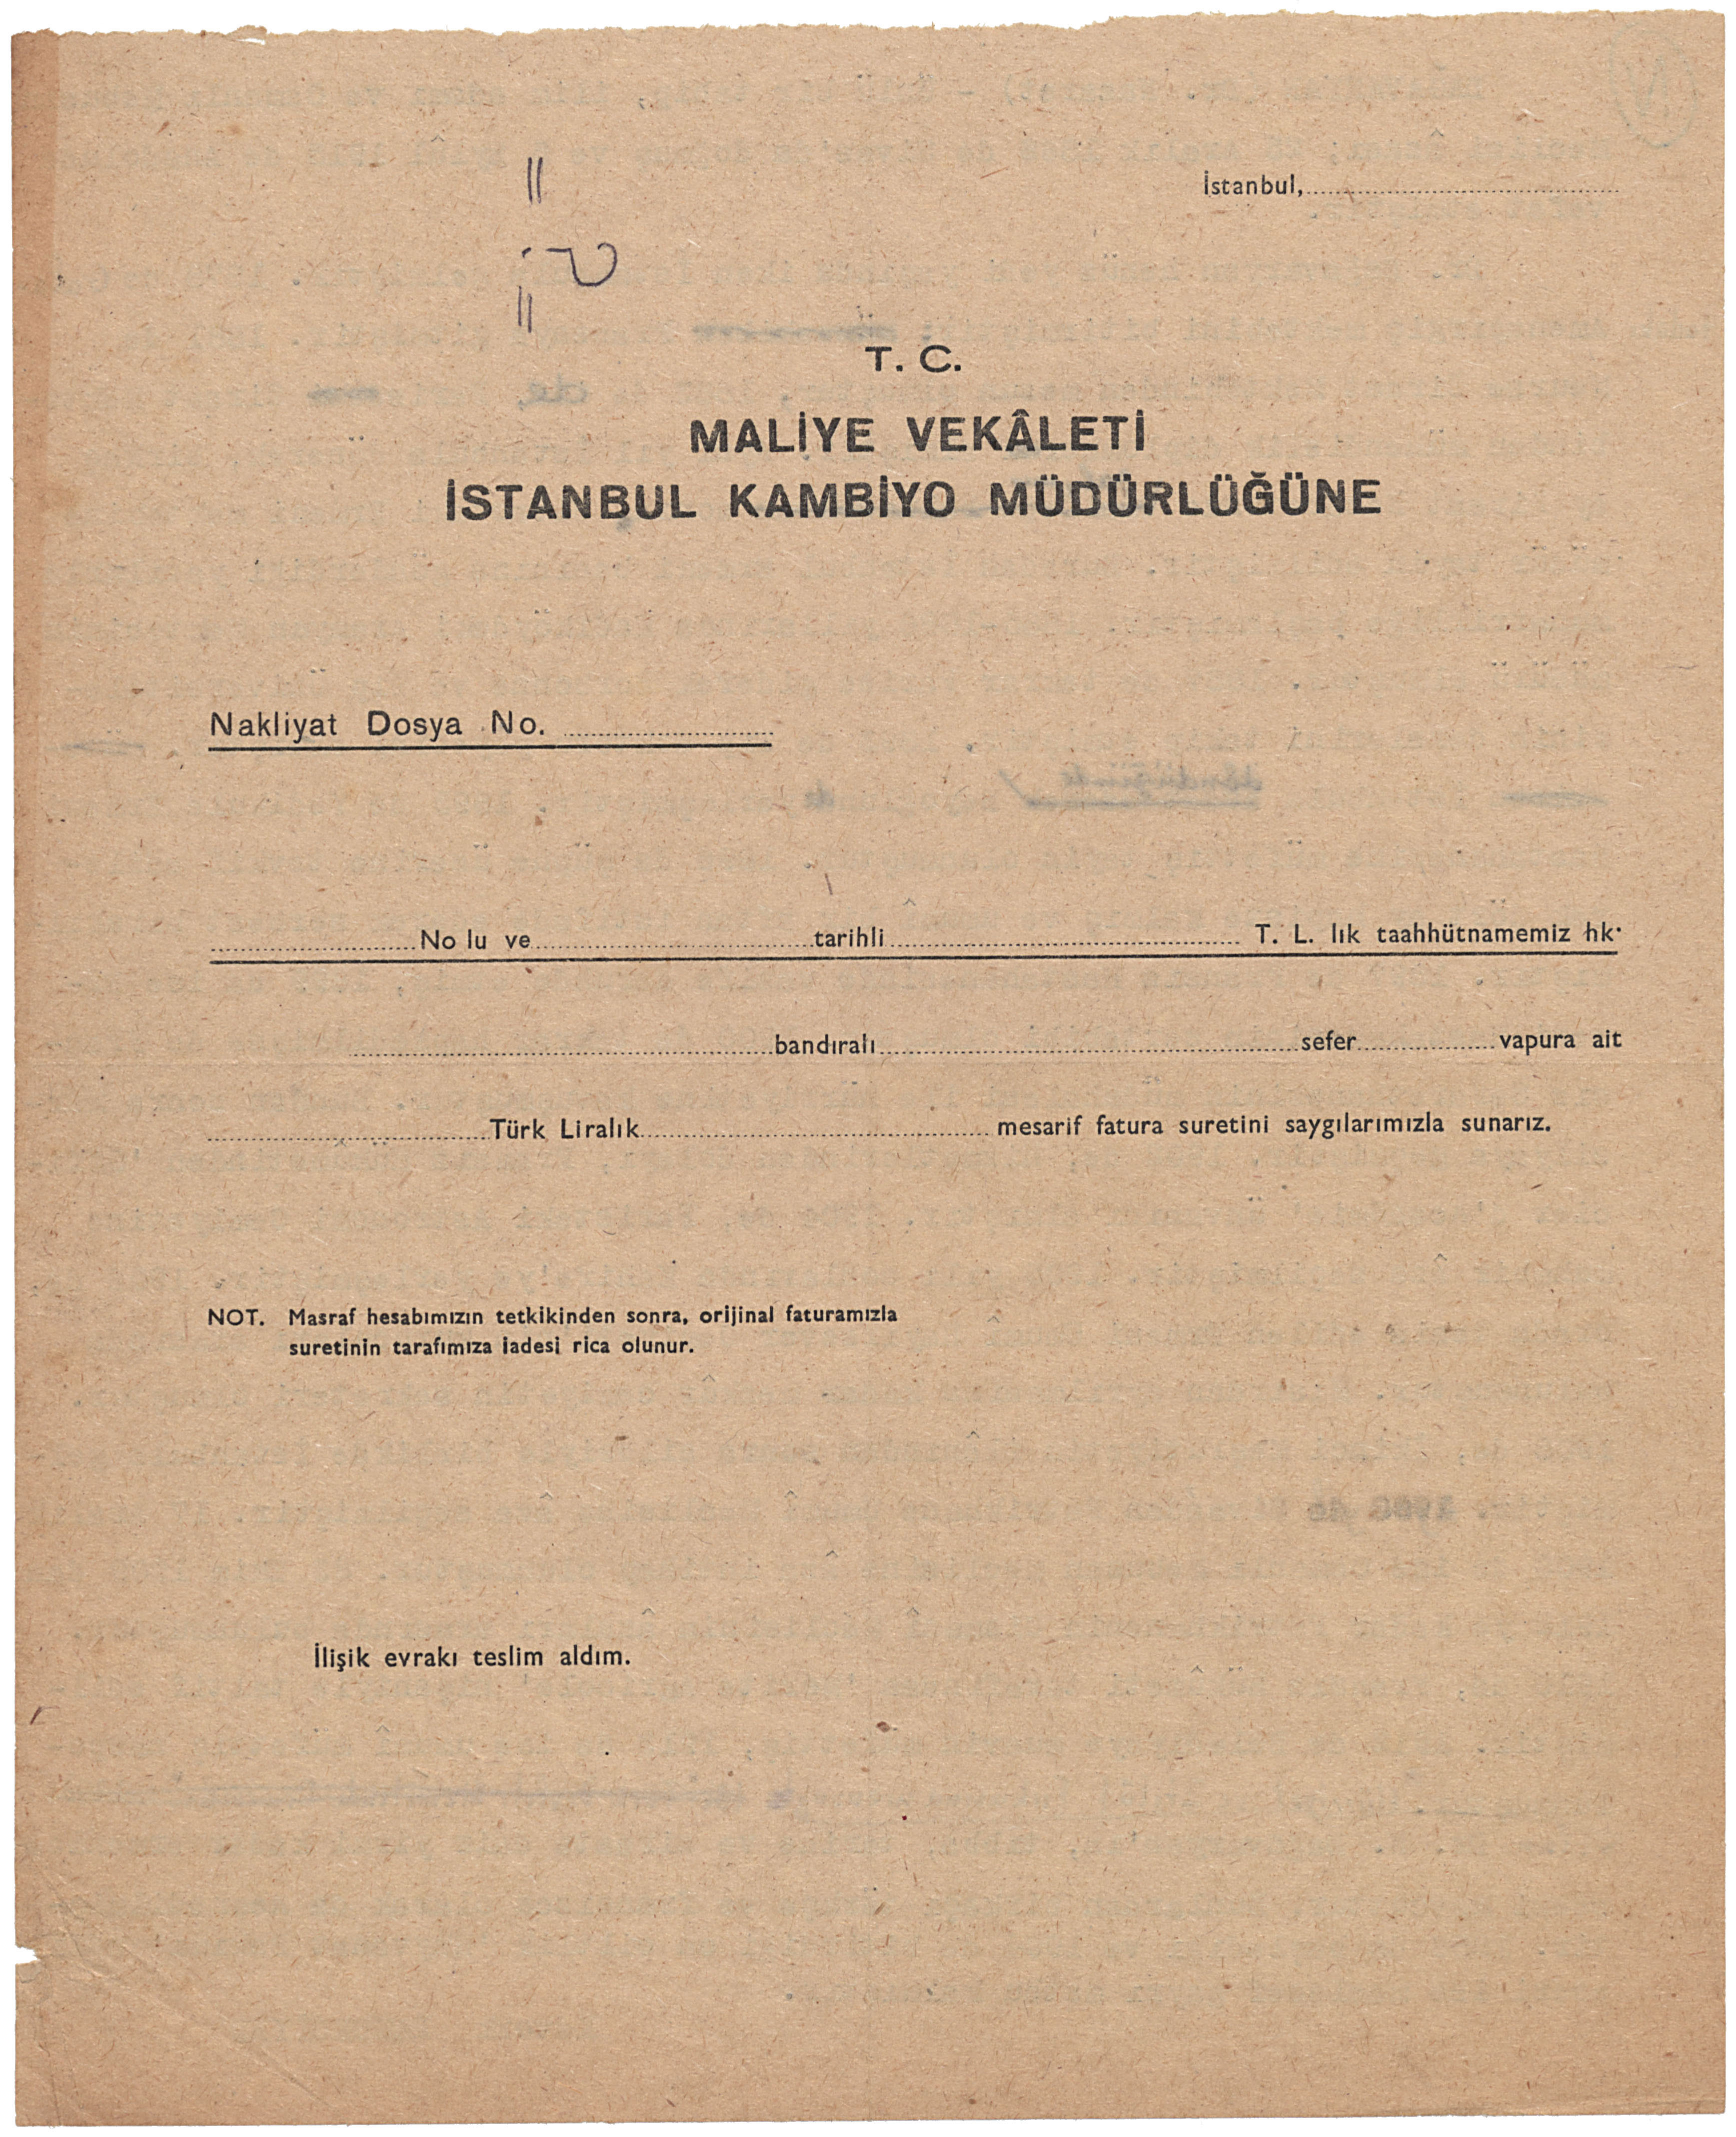 İstanbul,
T. C.
MALİYE VEKÂLETİ
İSTANBUL KAMBİYO MÜDÜRLÜĞÜNE
Nakliyat Dosya No.
No lu ve tarihli T. L. lık taahhütnamemiz hk.
bandıralı sefer vapura ait
Türk Liralık mesarif fatura suretini saygılarımızla sunarız.
NOT. Masraf hesabımızın tetkikinden sonra, orijinal faturamızla
suretinin tarafımıza iadesi rica olunur.
İlişik evrakı teslim aldım.